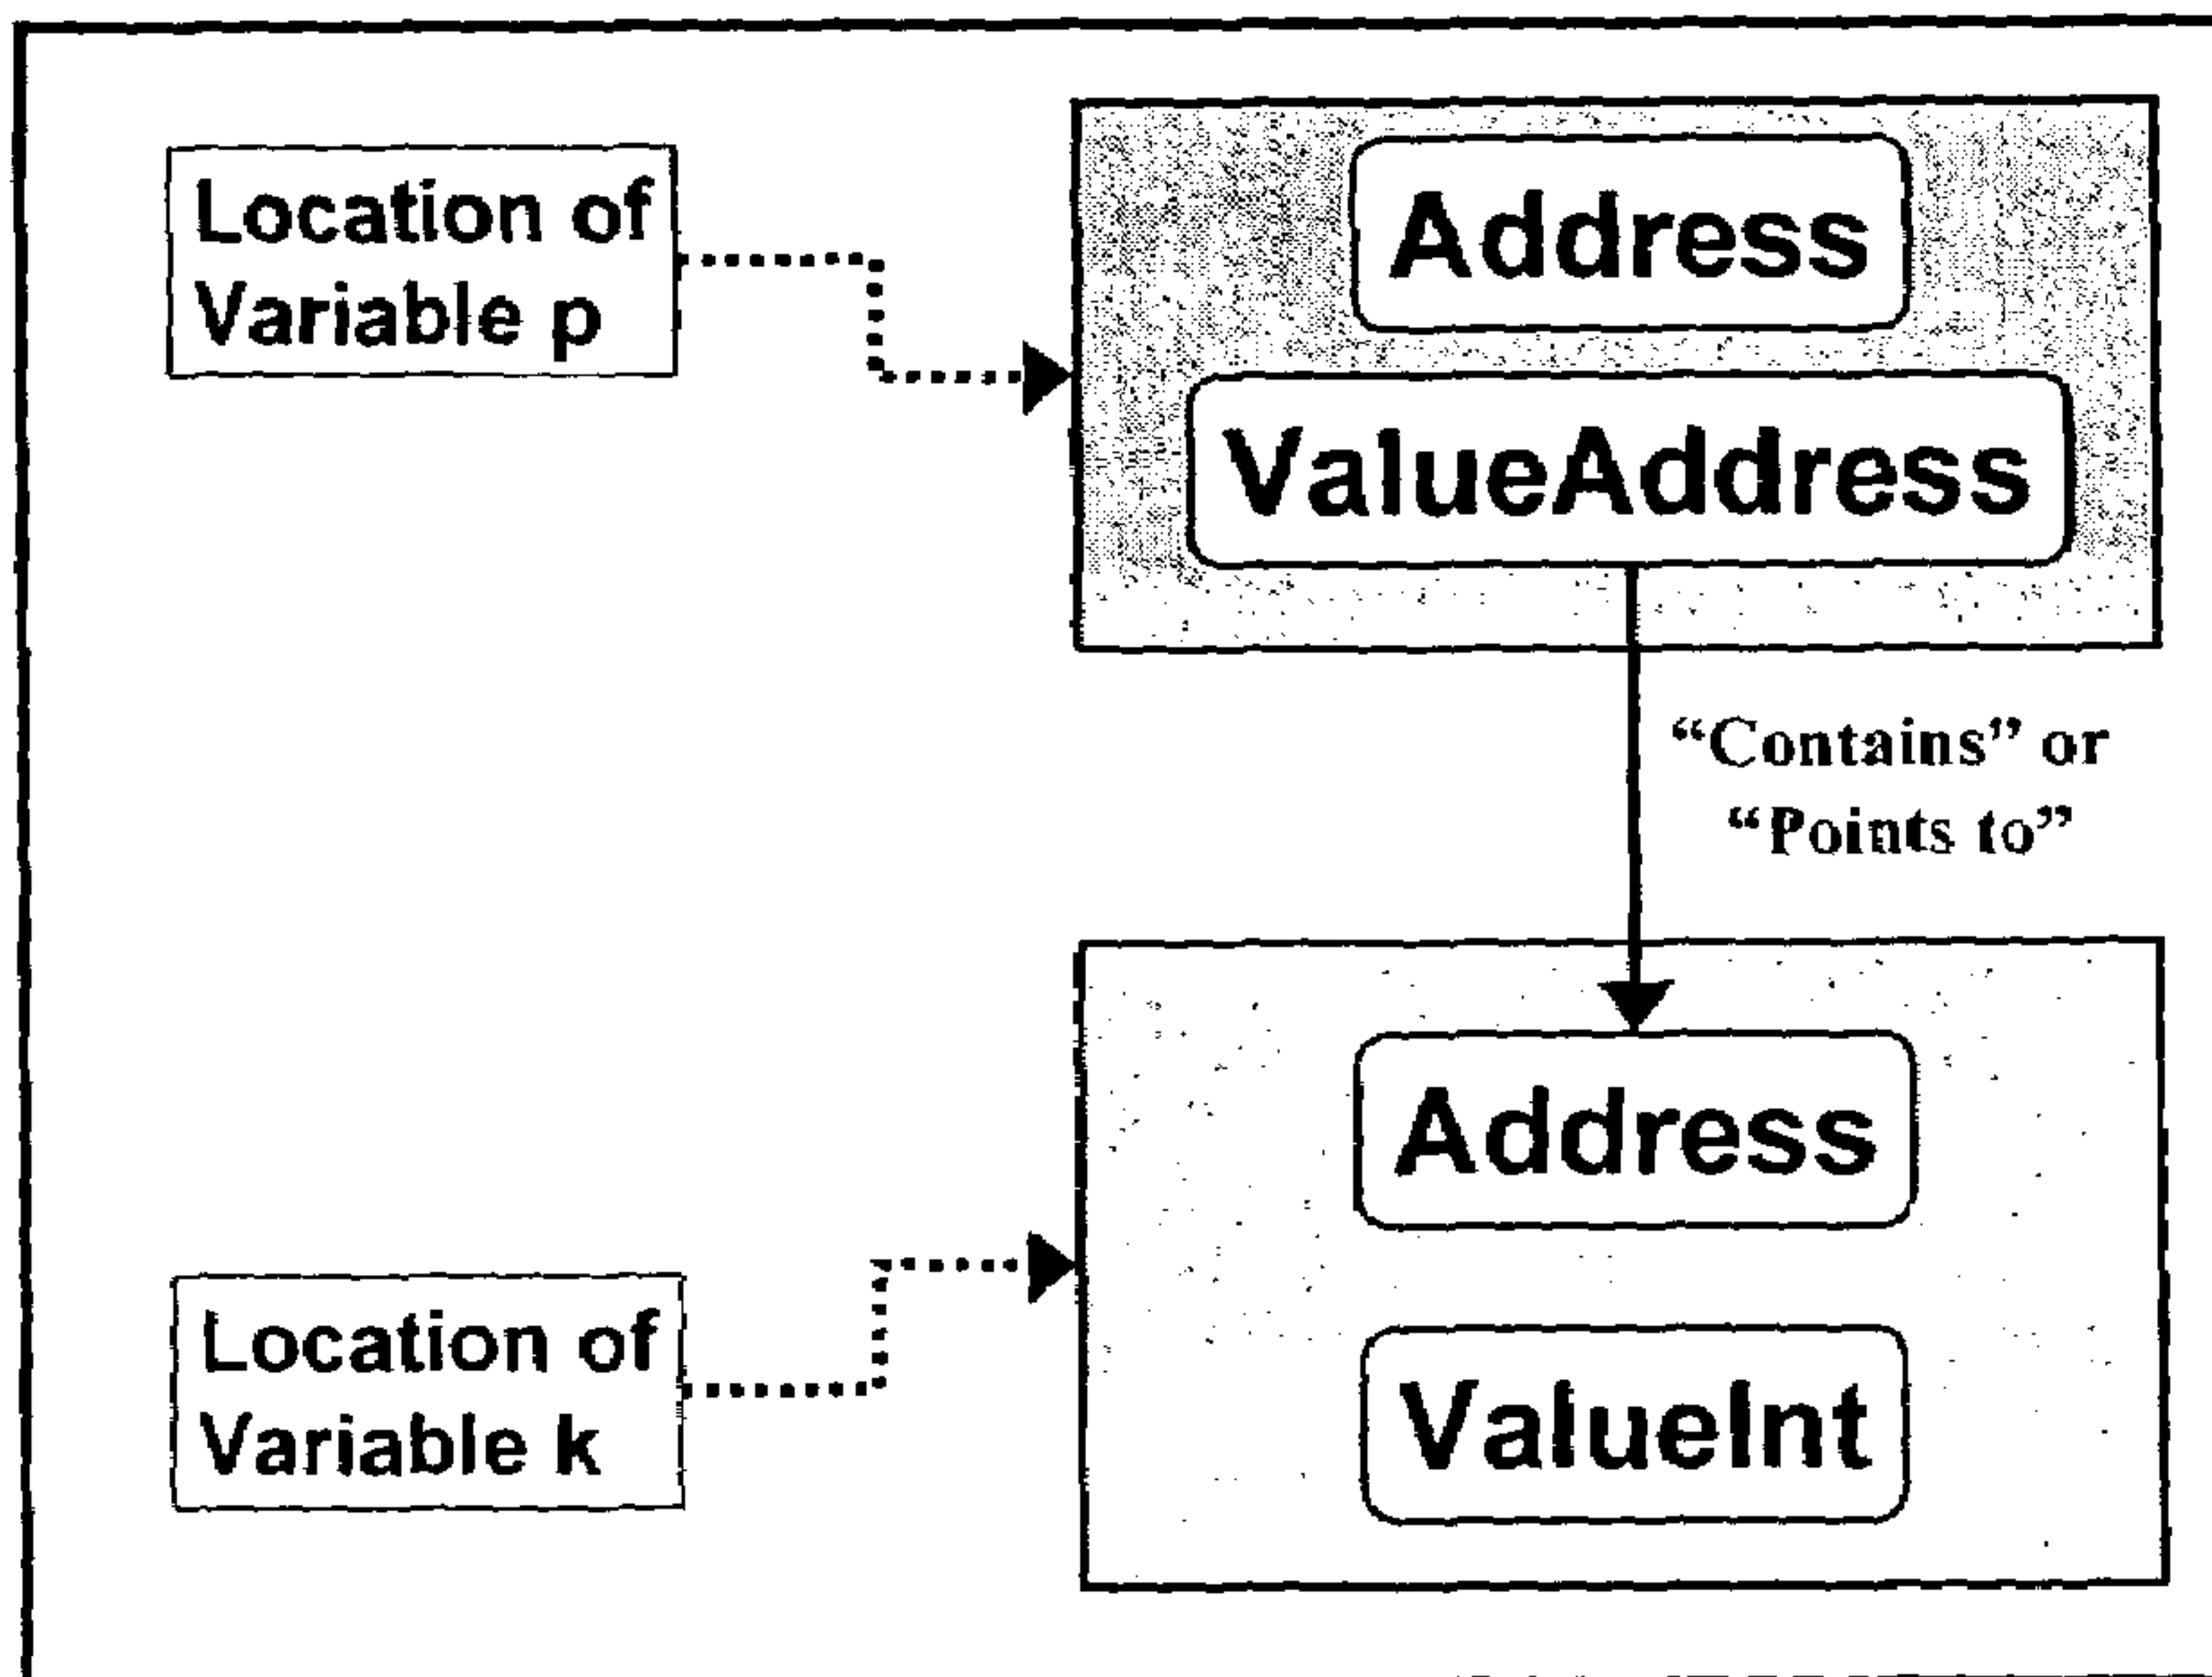 Location of
Variable p
Address
ValueAddress
“Contains” or
“Points to”
Address
Location of
Variable k
ValueInt